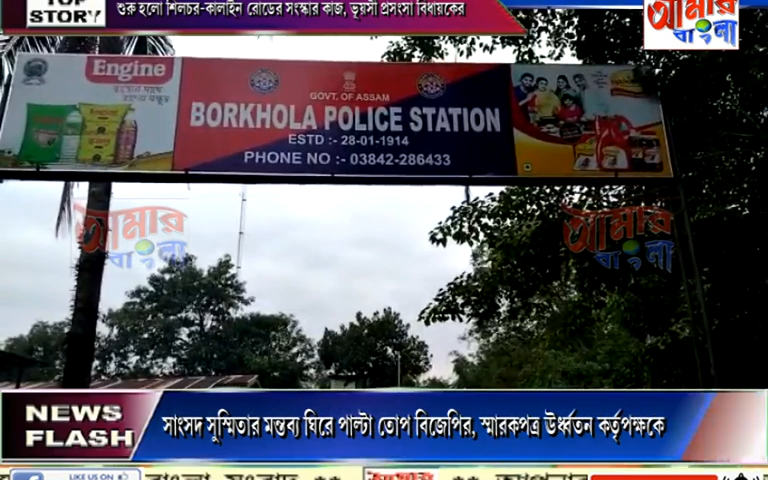 TOP
STORY
শুরু হলো শিলচর-কালাইন রোডের সংস্কার কাজ, ভূয়সী প্রসংসা বিধায়কের
আমার
বাংলা
Engine
GOVT. OF ASSAM
BORKHOLA POLICE STATION
ESTD :- 28-01-1914
PHONE NO :- 03842-286433
আমার
বাংলা
আমার
বাংলা
NEWS
FLASH
সাংসদ সুস্মিতার মন্তব্য ঘিরে পাল্টা তোপ বিজেপির, স্মারকপত্র উর্ধ্বতন কর্তৃপক্ষকে
LIKE US ON